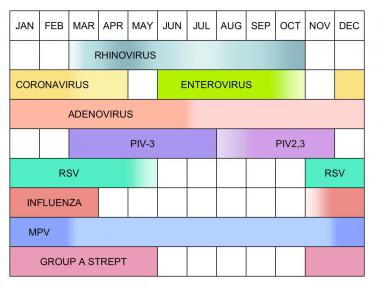 JAN FEB MAR APR MAY JUN JUL AUG SEP OCT NOV DEC
RHINOVIRUS
CORONAVIRUS ENTEROVIRUS
ADENOVIRUS
PIV-3 PIV2,3
RSV RSV
INFLUENZA
MPV
GROUP A STREPT